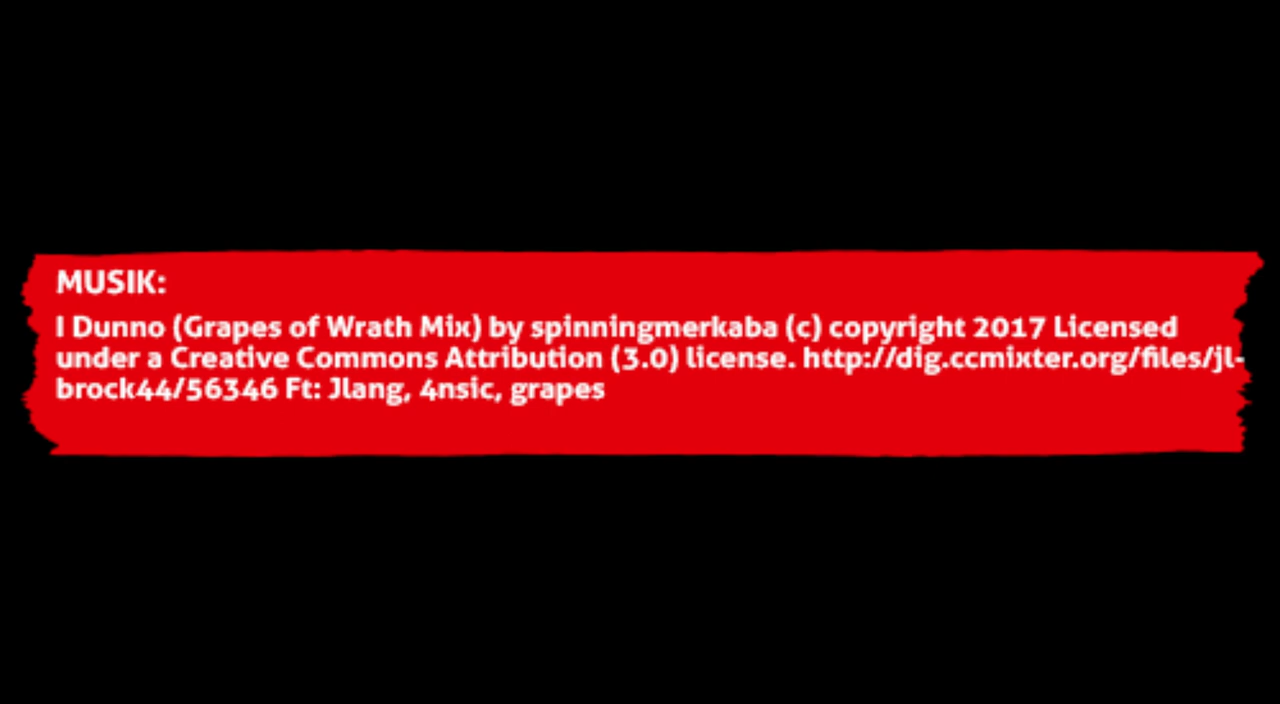 MUSIK:
I Dunno (Grapes of Wrath Mix) by spinningmerkaba (c) copyright 2017 Licensed
under a Creative Commons Attribution (3.0) license. http://dig.ccmixter.org/files/jl-
brock44/56346 Ft: Jlang, 4nsic, grapes